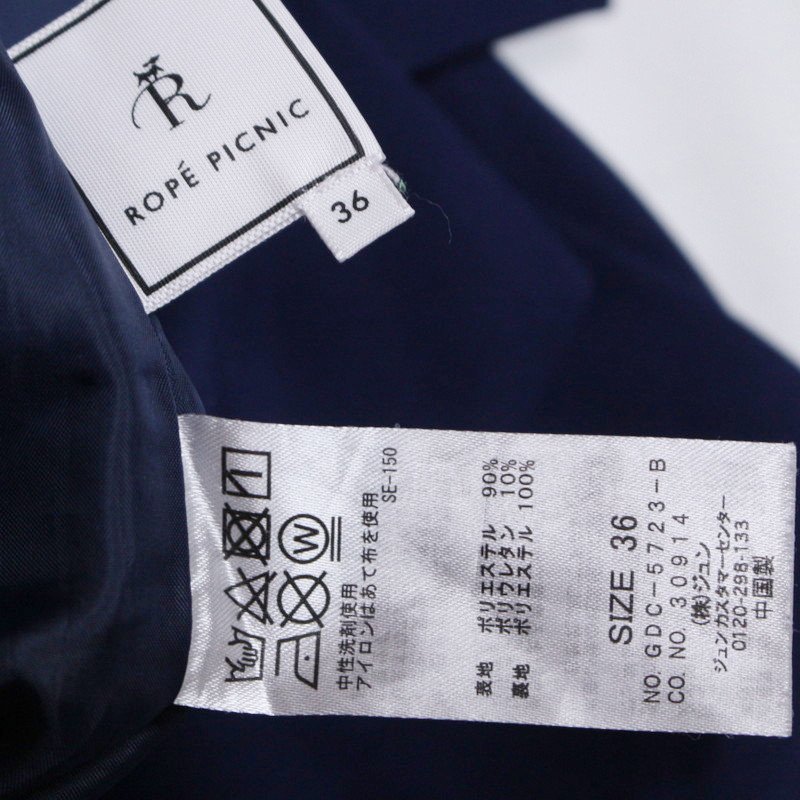 R
ROPÉ PICNIC
36
W
中性洗剤使用
アイロンはあて布を使用
SE-150
表地 ポリエステル 90%
ポリウレタン 10%
裏地 ポリエステル 100%
SIZE 36
NO. GDC-5723-B
CO. NO. 30914
(株)ジュン
ジュンカスタマーセンター
0120-298-133
中国製